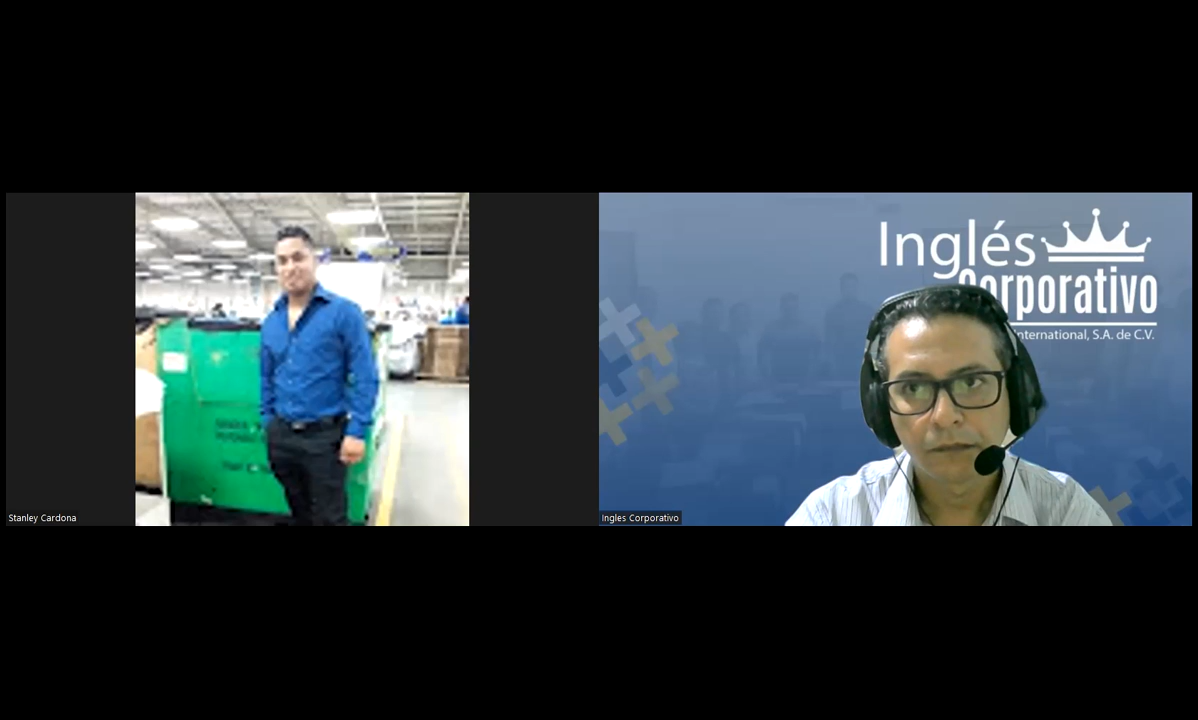 Stanley Cardona
Inglés
Corporativo
International, S.A. de C.V.
Ingles Corporativo